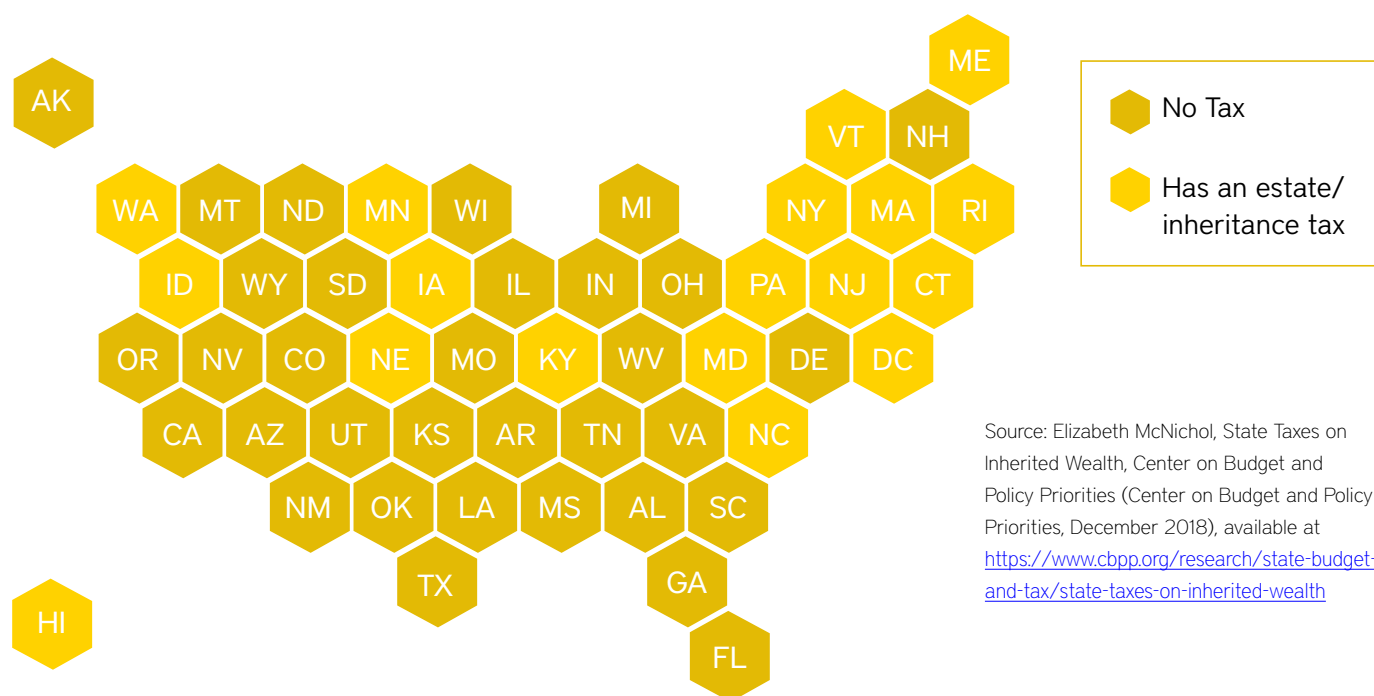 ME
AK
No Tax
VT NH
Has an estate/
inheritance tax
WA MT ND MN WI MI NY MA RI
ID WY SD IA IL IN OH PA NJ CT
OR NV CO NE MO KY WV MD DE DC
CA AZ UT KS AR TN VA NC
Source: Elizabeth McNichol, State Taxes on
Inherited Wealth, Center on Budget and
Policy Priorities (Center on Budget and Policy
Priorities, December 2018), available at
https://www.cbpp.org/research/state-budget-
and-tax/state-taxes-on-inherited-wealth
NM OK LA MS AL SC
TX GA
HI
FL